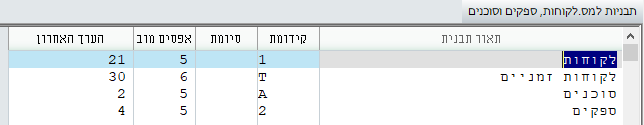 תבניות למס.לקוחות, ספקים וסוכנים
תאור תבנית קידומת סיומת אפסים מוב הערך האחרון
לקוחות 1 5 21
לקוחות זמניים T 6 30
סוכנים A 5 2
ספקים 2 5 4